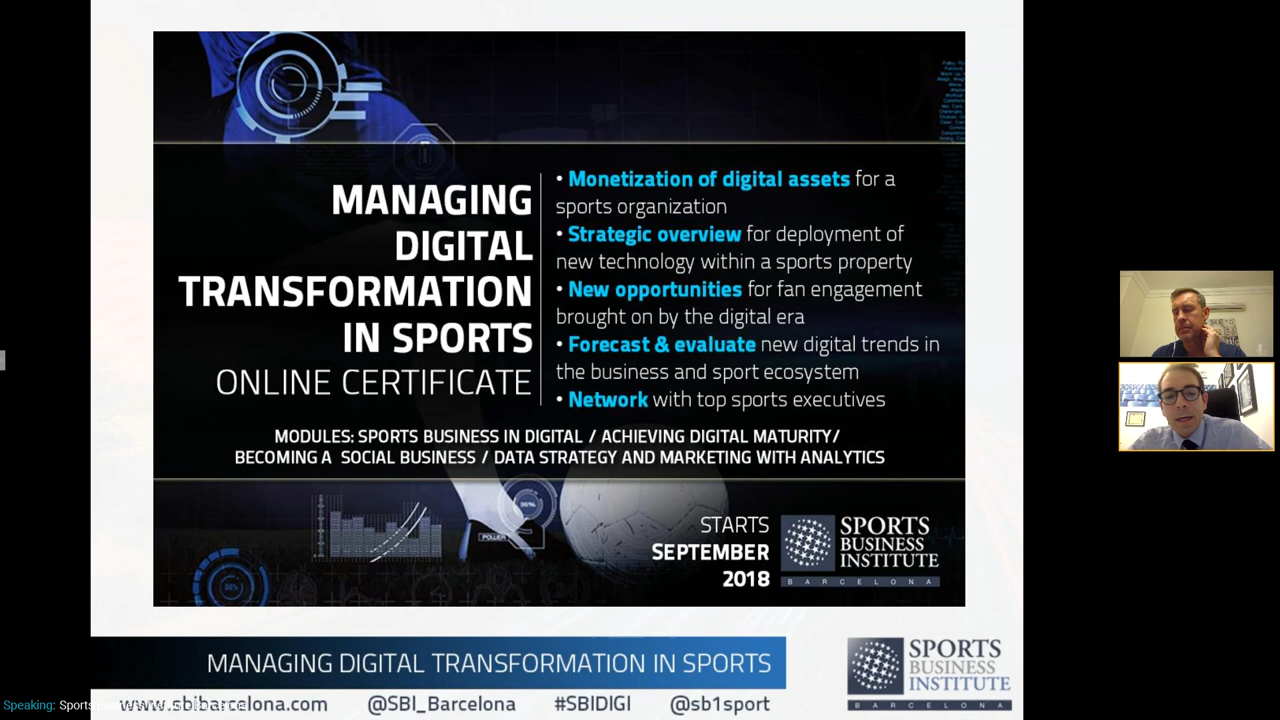 MANAGING
DIGITAL
TRANSFORMATION
IN SPORTS
ONLINE CERTIFICATE
• Monetization of digital assets for a
sports organization
• Strategic overview for deployment of
new technology within a sports property
• New opportunities for fan engagement
brought on by the digital era
• Forecast & evaluate new digital trends in
the business and sport ecosystem
• Network with top sports executives
MODULES: SPORTS BUSINESS IN DIGITAL / ACHIEVING DIGITAL MATURITY/
BECOMING A SOCIAL BUSINESS / DATA STRATEGY AND MARKETING WITH ANALYTICS
36%
POWER
36%
STARTS
SEPTEMBER
2018
SPORTS
BUSINESS
INSTITUTE
BARCELONA
MANAGING DIGITAL TRANSFORMATION IN SPORTS
SPORTS
BUSINESS
INSTITUTE
BARCELONA
www.sbibarcelona.com @SBI_Barcelona #SBIDIGI @sb1sport
Speaking: Sports Business